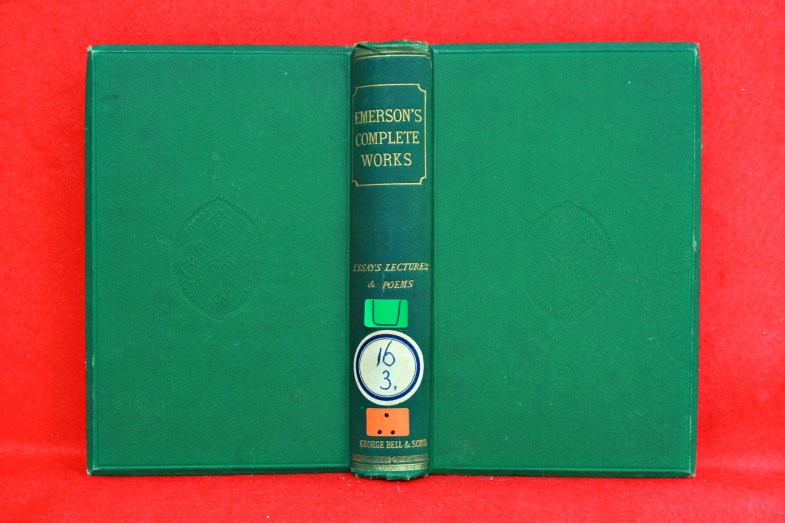 EMERSON'S
COMPLETE
WORKS
ESSAYS LECTURES
& POEMS
16
3.
GEORGE BELL & SONS